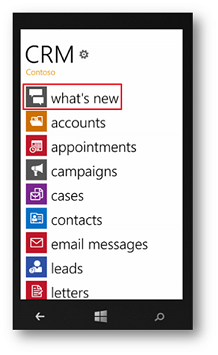 CRM
Contoso
what's new
accounts
appointments
campaigns
cases
contacts
email messages
leads
letters